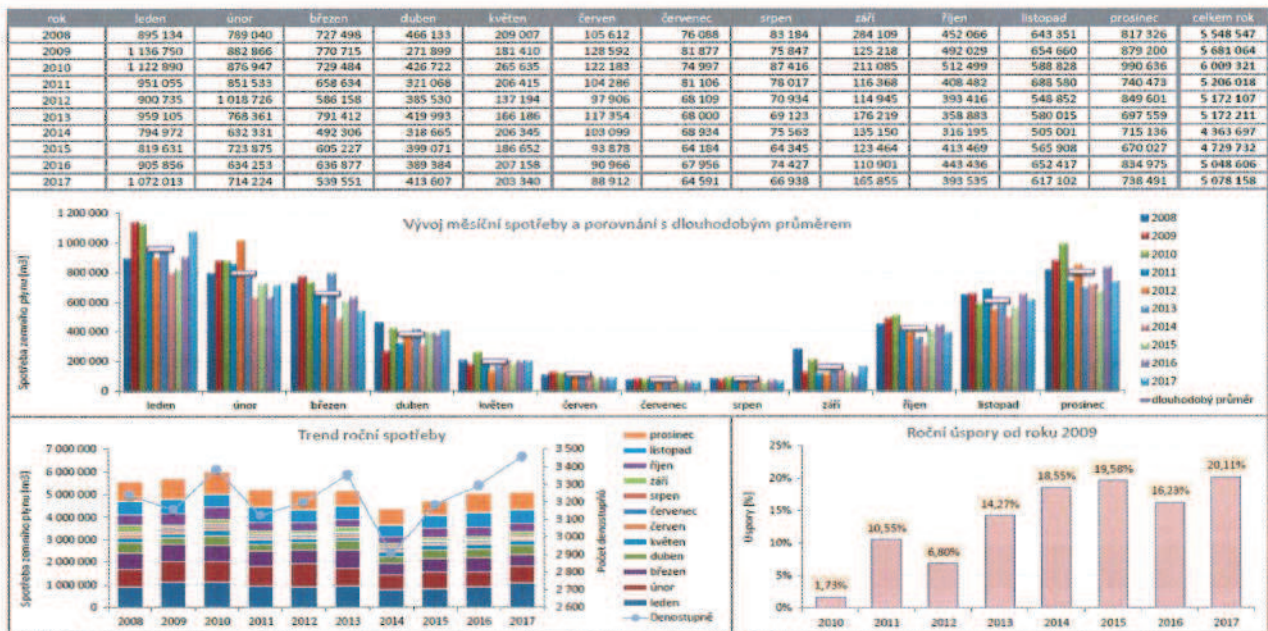 rok leden únor březen duben květen červen červenec srpen září říjen listopad prosinec celkem rok
2008 895 134 789 040 727 498 466 133 209 007 105 612 76 088 83 184 284 109 452 066 643 351 817 326 5 548 547
2009 1 136 750 882 866 770 715 271 899 181 410 128 592 81 877 75 847 125 218 492 029 654 660 879 200 5 681 064
2010 1 122 890 876 947 729 484 426 722 265 635 122 183 74 997 87 416 211 085 512 499 588 828 990 636 6 009 321
2011 951 055 851 533 658 634 321 068 206 415 104 286 81 106 78 017 116 368 408 482 688 580 740 473 5 206 018
2012 900 735 1 018 726 586 158 385 530 137 194 97 906 68 109 70 934 114 945 393 416 548 852 849 601 5 172 107
2013 959 105 768 361 791 412 419 993 166 186 117 354 68 000 69 123 176 219 358 883 580 015 697 559 5 172 211
2014 794 972 632 331 492 306 318 665 206 345 103 099 68 934 75 563 135 150 316 195 505 001 715 136 4 363 697
2015 819 631 723 875 605 227 399 071 186 652 93 878 64 184 64 345 123 464 413 469 565 908 670 027 4 729 732
2016 905 856 634 253 636 877 389 384 207 158 90 966 67 956 74 427 110 901 443 436 652 417 834 975 5 048 606
2017 1 072 013 714 224 539 551 413 607 203 340 88 912 64 591 66 938 165 855 393 535 617 102 738 491 5 078 158
Vývoj měsíční spotřeby a porovnání s dlouhodobým průměrem
Spotřeba zemního plynu [m3]
1 200 000
1 000 000
800 000
600 000
400 000
200 000
0
leden únor březen duben květen červen červenec srpen září říjen listopad prosinec
2008
2009
2010
2011
2012
2013
2014
2015
2016
2017
dlouhodobý průměr
Trend roční spotřeby
Spotřeba zemního plynu [m3]
7 000 000
6 000 000
5 000 000
4 000 000
3 000 000
2 000 000
1 000 000
0
2008 2009 2010 2011 2012 2013 2014 2015 2016 2017
3 500
3 400
3 300
3 200
3 100
3 000
2 900
2 800
2 700
2 600
Počet denostupňů
prosinec
listopad
říjen
září
srpen
červenec
červen
květen
duben
březen
únor
leden
Denostupně
Roční úspory od roku 2009
Úspory [%]
25%
20%
15%
10%
5%
0%
1,73%
10,55%
6,80%
14,27%
18,55%
19,58%
16,23%
20,11%
2010 2011 2012 2013 2014 2015 2016 2017